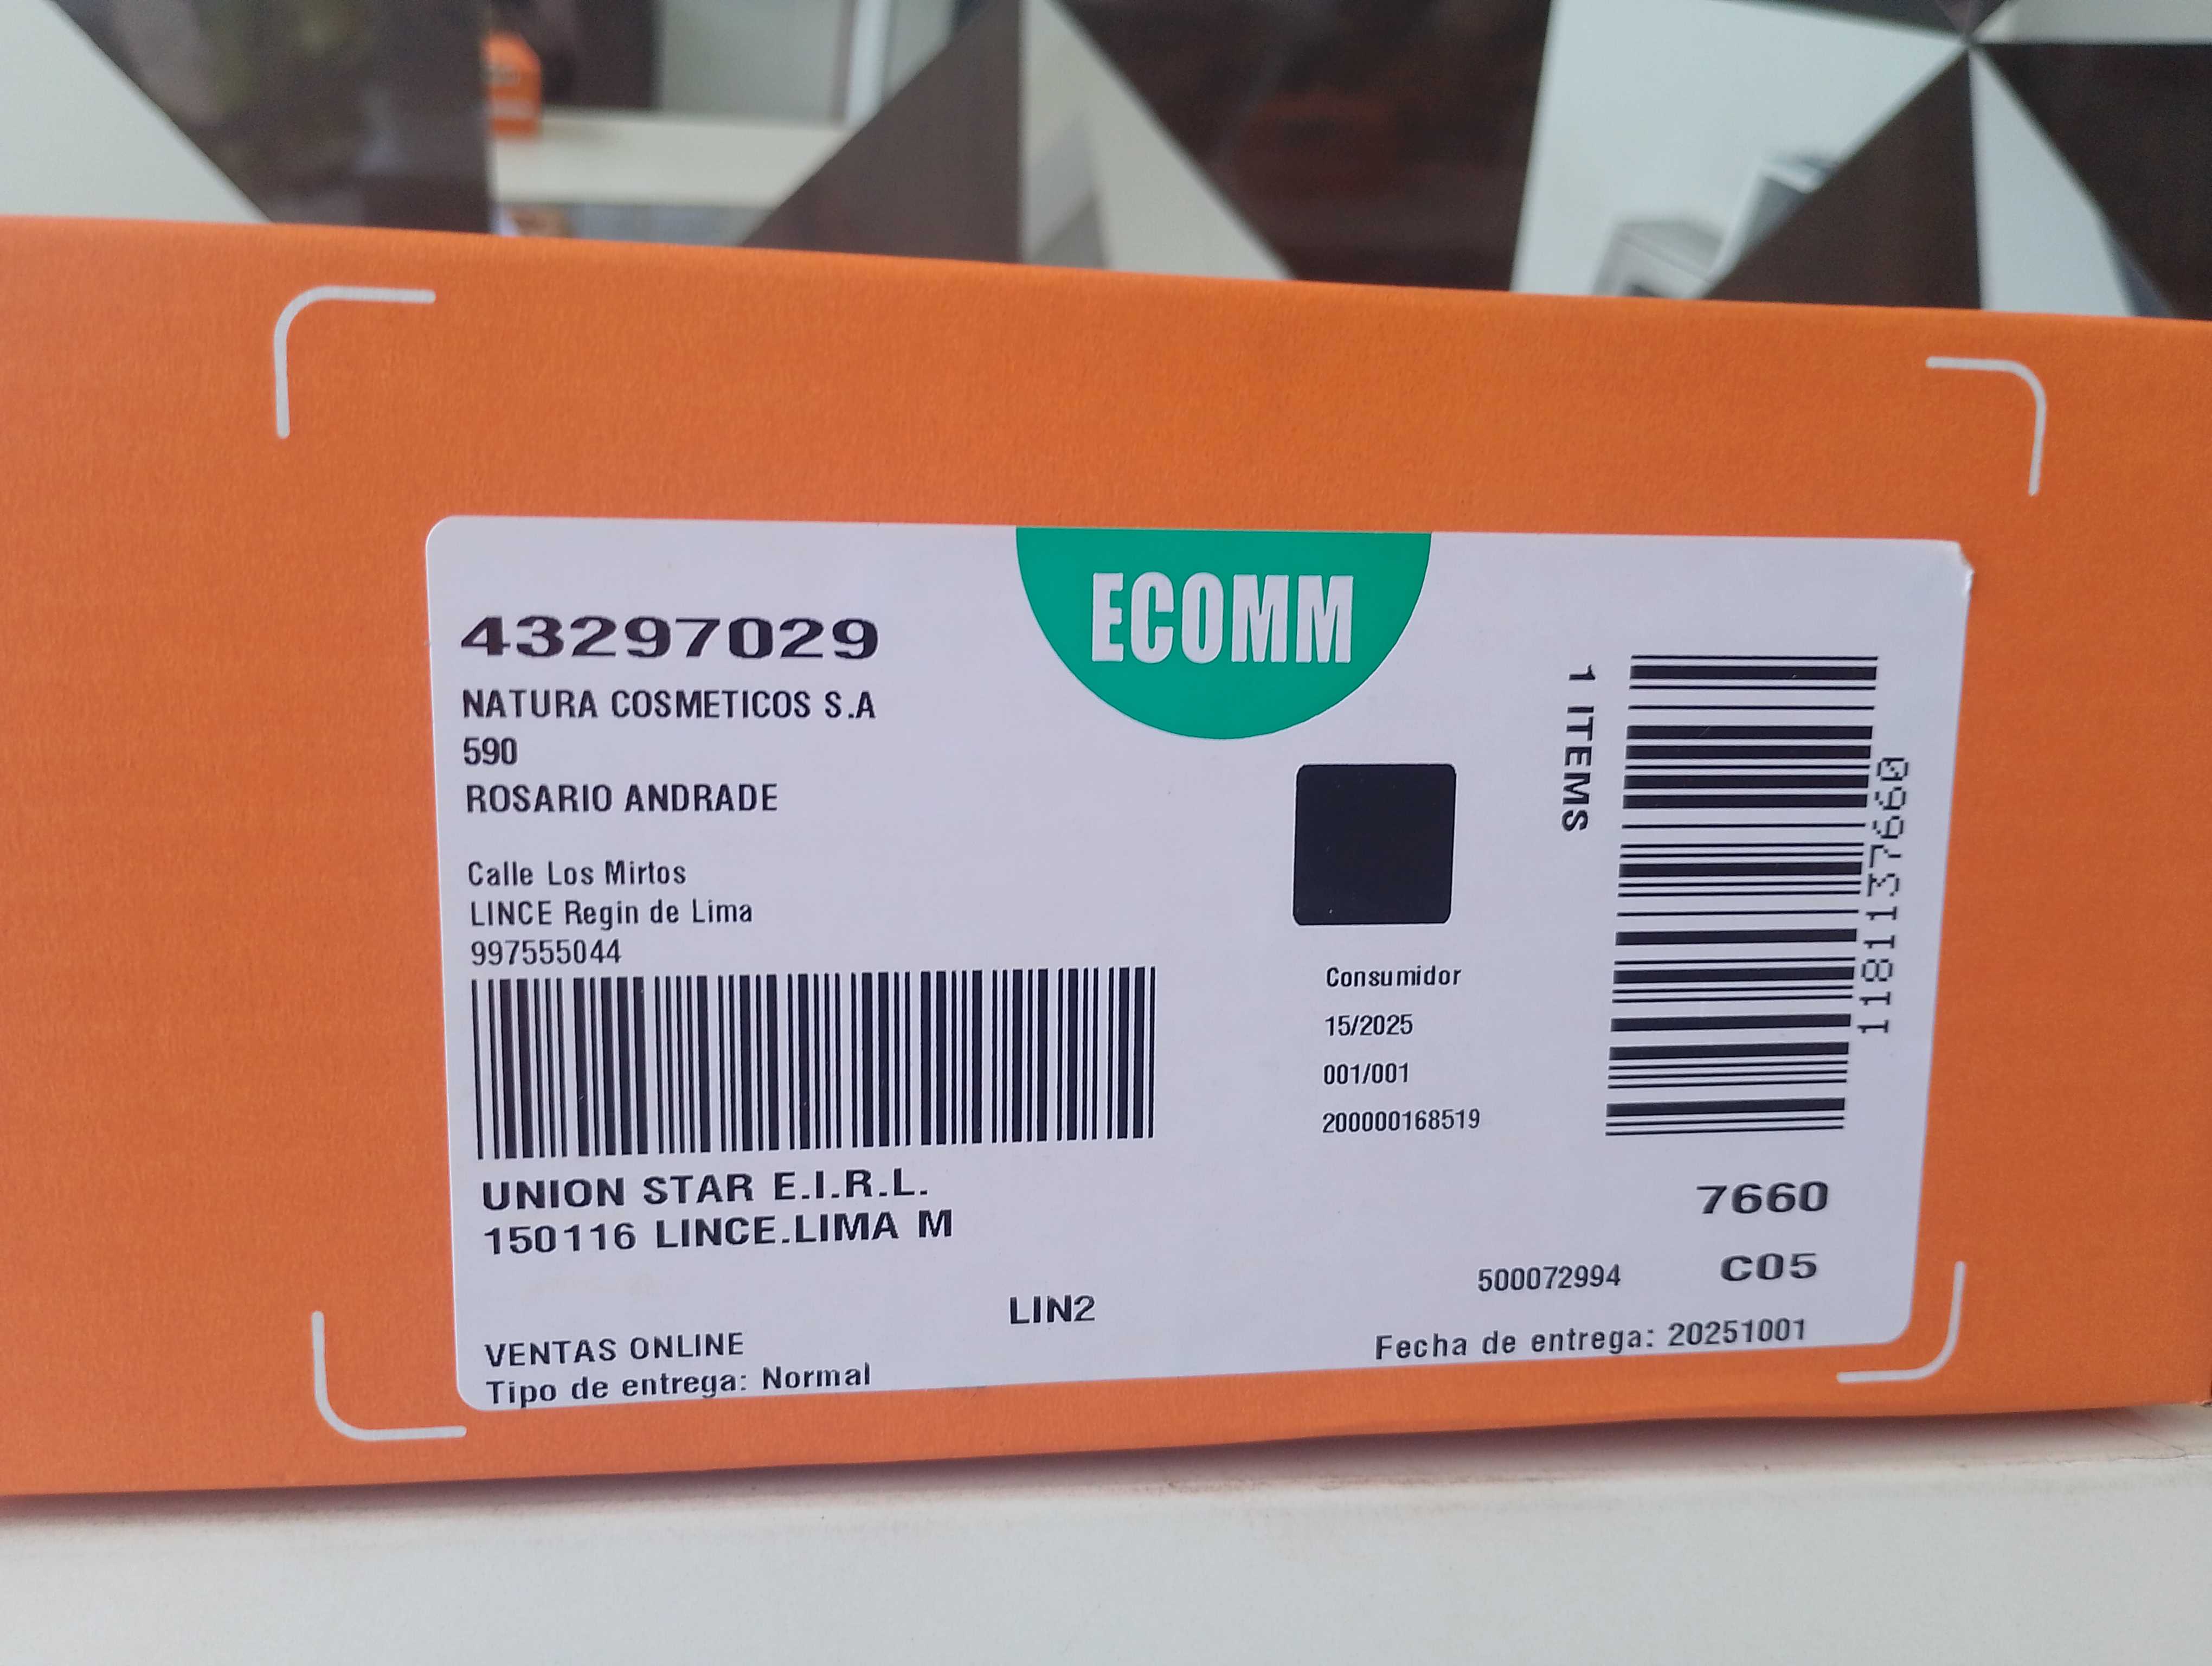 ECOMM
43297029
NATURA COSMETICOS S.A
590
ROSARIO ANDRADE
Calle Los Mirtos
LINCE Regin de Lima
997555044
UNION STAR E.I.R.L.
150116 LINCE.LIMA M
LIN2
VENTAS ONLINE
Tipo de entrega: Normal
Consumidor
15/2025
001/001
200000168519
1 ITEMS
1181137660
7660
500072994 C05
Fecha de entrega: 20251001